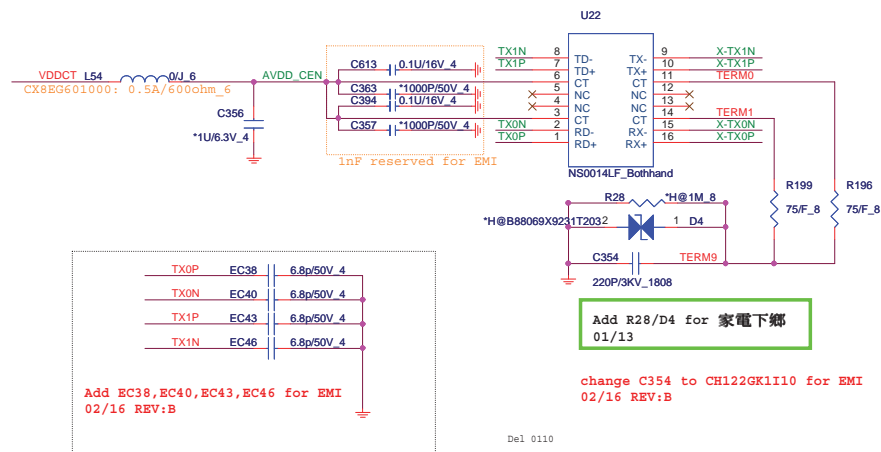 U22
VDDCT L54 0/J_6 AVDD_CEN
CX8EG601000: 0.5A/600ohm_6
C356
*1U/6.3V_4
C613 0.1U/16V_4
C363 *1000P/50V_4
C394 0.1U/16V_4
C357 *1000P/50V_4
1nF reserved for EMI
TX1N 8 TD- TX- 9 X-TX1N
TX1P 7 TD+ TX+ 10 X-TX1P
6 CT CT 11 TERM0
5 NC NC 12
4 NC NC 13
3 CT CT 14 TERM1
TX0N 2 RD- RX- 15 X-TX0N
TX0P 1 RD+ RX+ 16 X-TX0P
NS0014LF_Bothhand
R28 *H@1M_8
*H@B88069X9231T203 2 1 D4
C354 TERM9
220P/3KV_1808
R199
75/F_8
R196
75/F_8
TX0P EC38 6.8p/50V_4
TX0N EC40 6.8p/50V_4
TX1P EC43 6.8p/50V_4
TX1N EC46 6.8p/50V_4
Add EC38,EC40,EC43,EC46 for EMI
02/16 REV:B
Add R28/D4 for 家電下鄉
01/13
change C354 to CH122GK1I10 for EMI
02/16 REV:B
Del 0110